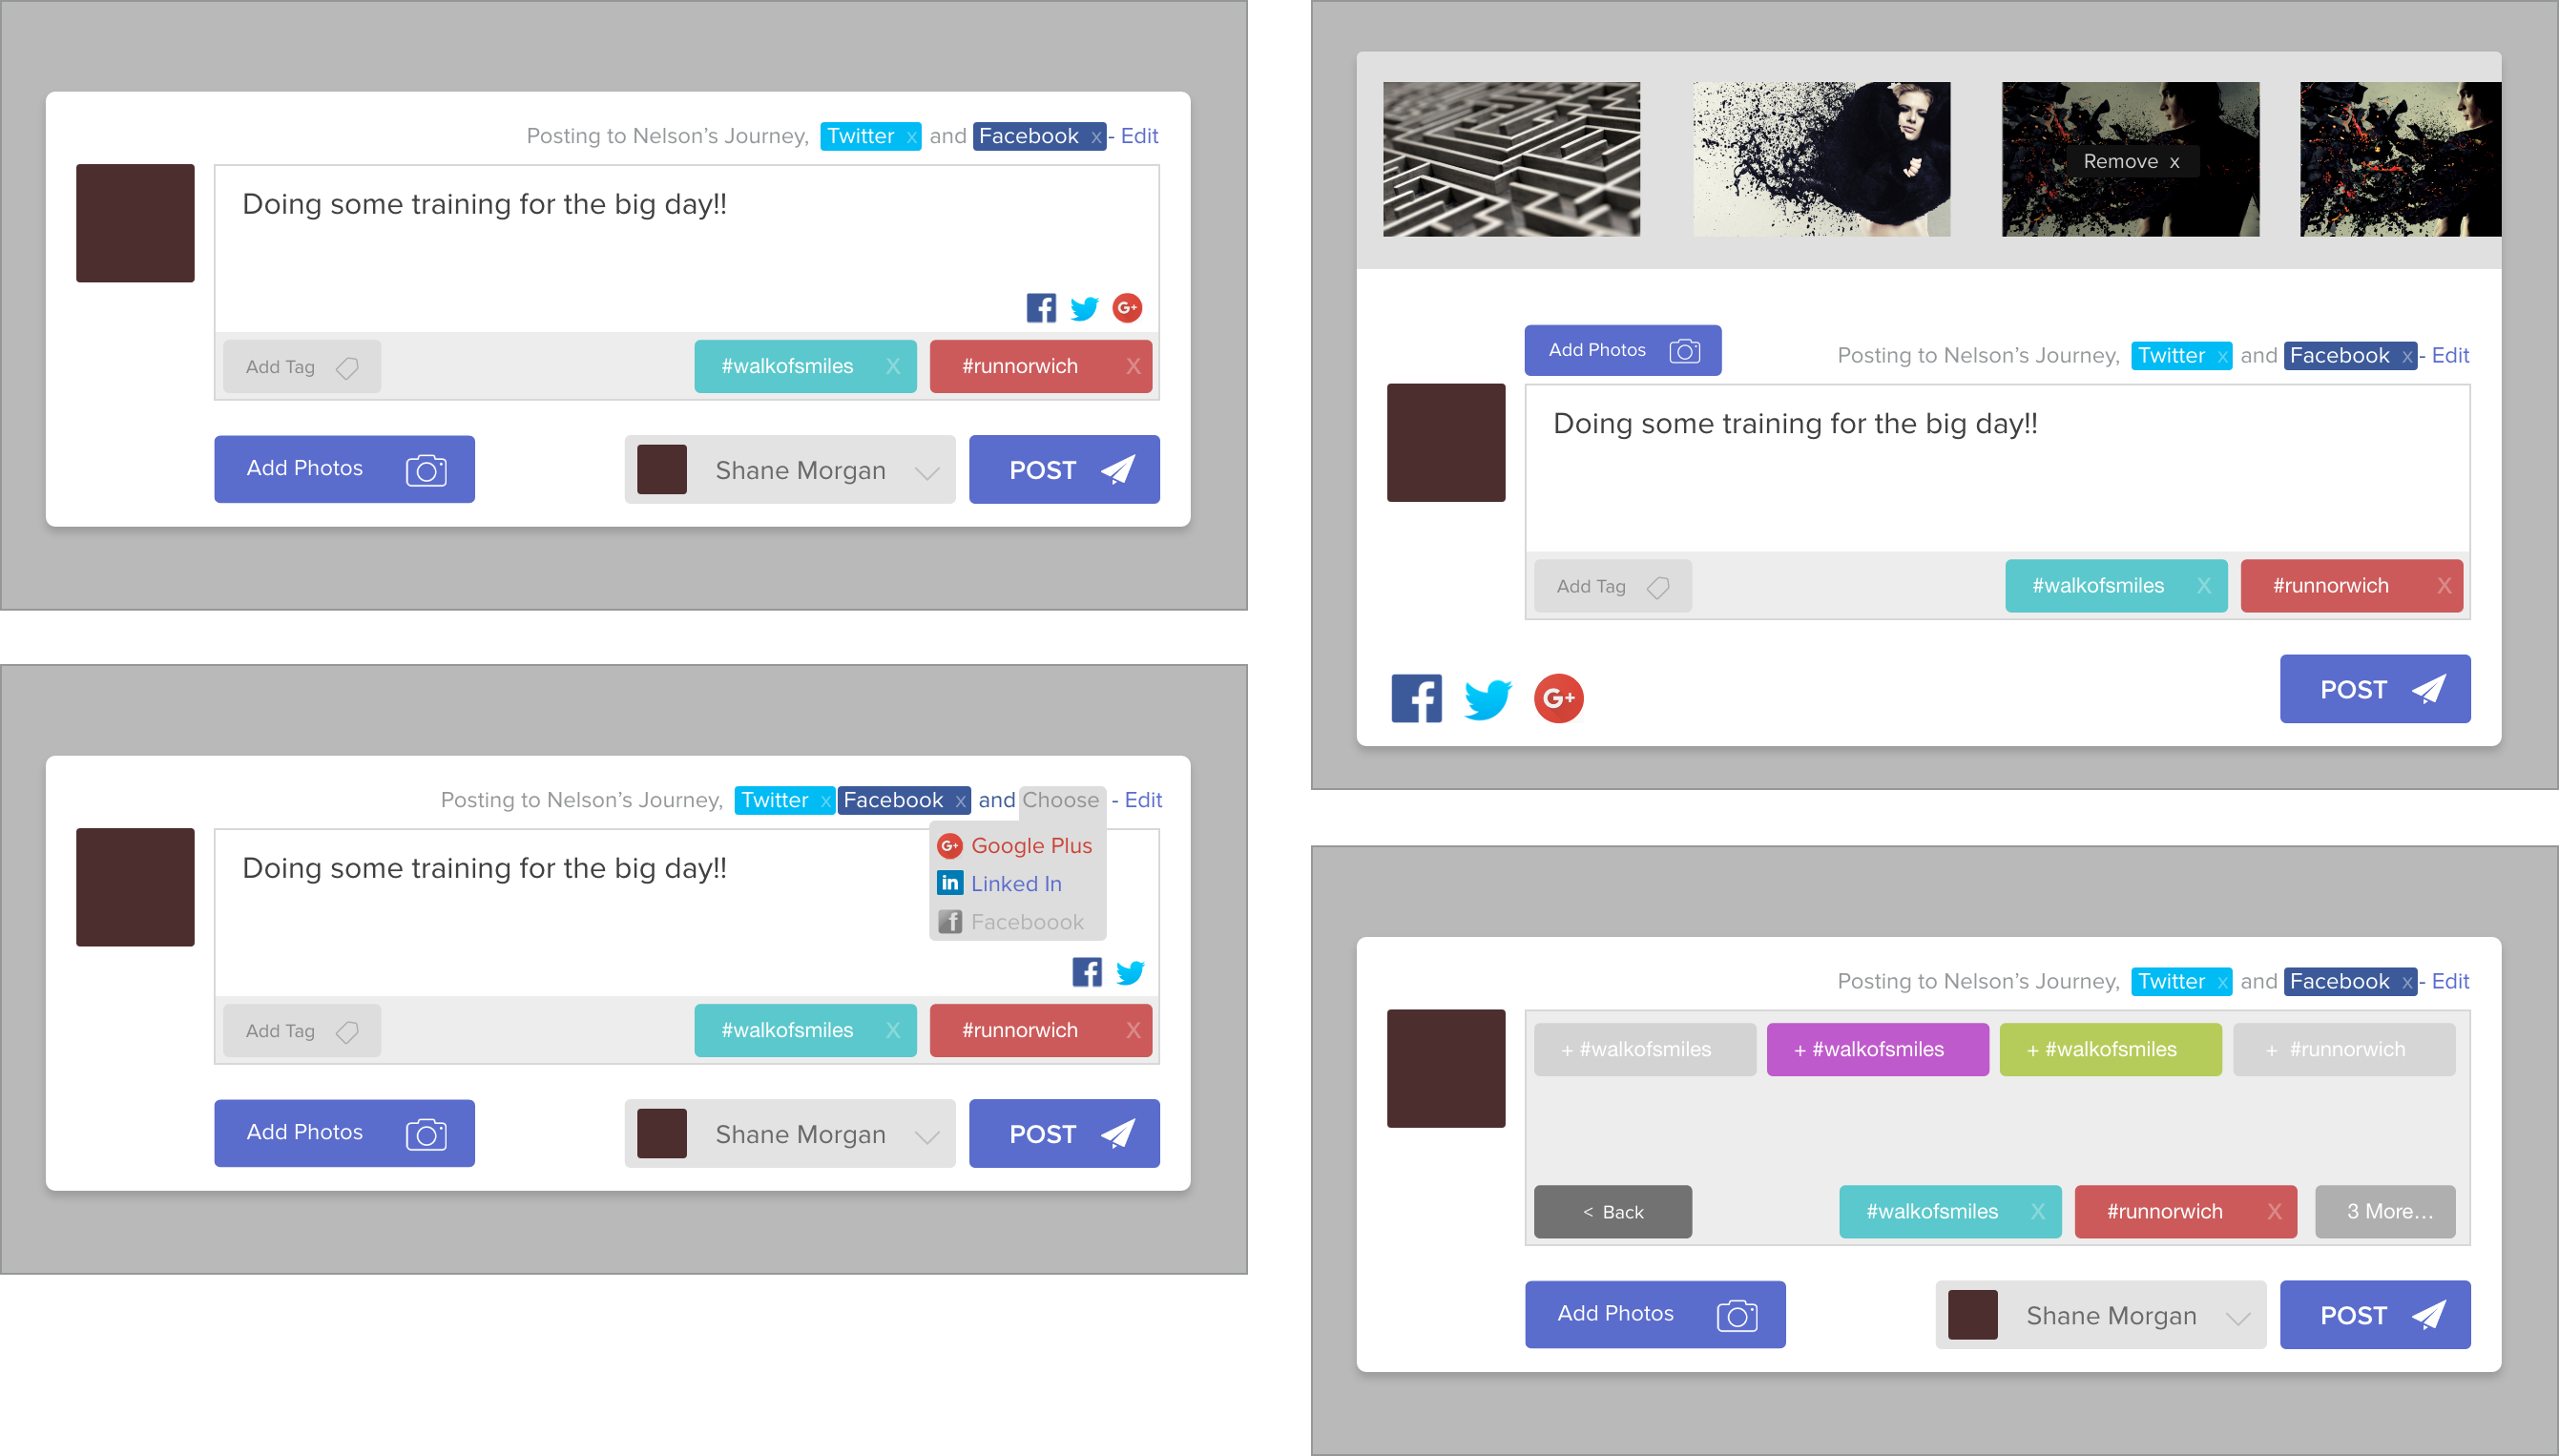 Posting to Nelson’s Journey, Twitter x and Facebook x - Edit
Doing some training for the big day!!
Add Tag #walkofsmiles X #runnorwich X
Add Photos Shane Morgan POST
Remove x
Add Photos Posting to Nelson’s Journey, Twitter x and Facebook x - Edit
Doing some training for the big day!!
Add Tag #walkofsmiles X #runnorwich X
G+ POST
Posting to Nelson’s Journey, Twitter x Facebook x and Choose - Edit
Doing some training for the big day!!
Google Plus
in Linked In
Faceboook
Add Tag #walkofsmiles X #runnorwich X
Add Photos Shane Morgan POST
Posting to Nelson’s Journey, Twitter x and Facebook x - Edit
+ #walkofsmiles + #walkofsmiles + #walkofsmiles + #runnorwich
< Back #walkofsmiles X #runnorwich X 3 More...
Add Photos Shane Morgan POST